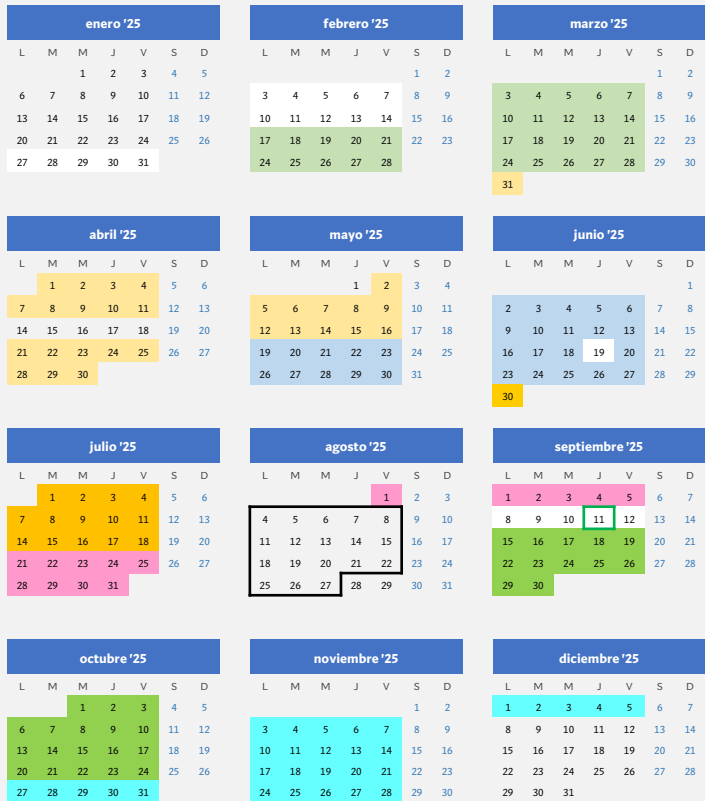 enero '25 febrero '25 marzo '25
L M M J V S D L M M J V S D L M M J V S D
1 2 3 4 5 1 2 1 2
6 7 8 9 10 11 12 3 4 5 6 7 8 9 3 4 5 6 7 8 9
13 14 15 16 17 18 19 10 11 12 13 14 15 16 10 11 12 13 14 15 16
20 21 22 23 24 25 26 17 18 19 20 21 22 23 17 18 19 20 21 22 23
27 28 29 30 31 24 25 26 27 28 24 25 26 27 28 29 30
31
abril '25 mayo '25 junio '25
L M M J V S D L M M J V S D L M M J V S D
1 2 3 4 5 6 1 2 3 4 1
7 8 9 10 11 12 13 5 6 7 8 9 10 11 2 3 4 5 6 7 8
14 15 16 17 18 19 20 12 13 14 15 16 17 18 9 10 11 12 13 14 15
21 22 23 24 25 26 27 19 20 21 22 23 24 25 16 17 18 19 20 21 22
28 29 30 26 27 28 29 30 31 23 24 25 26 27 28 29
30
julio '25 agosto '25 septiembre '25
L M M J V S D L M M J V S D L M M J V S D
1 2 3 4 5 6 1 2 3 1 2 3 4 5 6 7
7 8 9 10 11 12 13 4 5 6 7 8 9 10 8 9 10 11 12 13 14
14 15 16 17 18 19 20 11 12 13 14 15 16 17 15 16 17 18 19 20 21
21 22 23 24 25 26 27 18 19 20 21 22 23 24 22 23 24 25 26 27 28
28 29 30 31 25 26 27 28 29 30 31 29 30
octubre '25 noviembre '25 diciembre '25
L M M J V S D L M M J V S D L M M J V S D
1 2 3 4 5 1 2 1 2 3 4 5 6 7
6 7 8 9 10 11 12 3 4 5 6 7 8 9 8 9 10 11 12 13 14
13 14 15 16 17 18 19 10 11 12 13 14 15 16 15 16 17 18 19 20 21
20 21 22 23 24 25 26 17 18 19 20 21 22 23 22 23 24 25 26 27 28
27 28 29 30 31 24 25 26 27 28 29 30 29 30 31